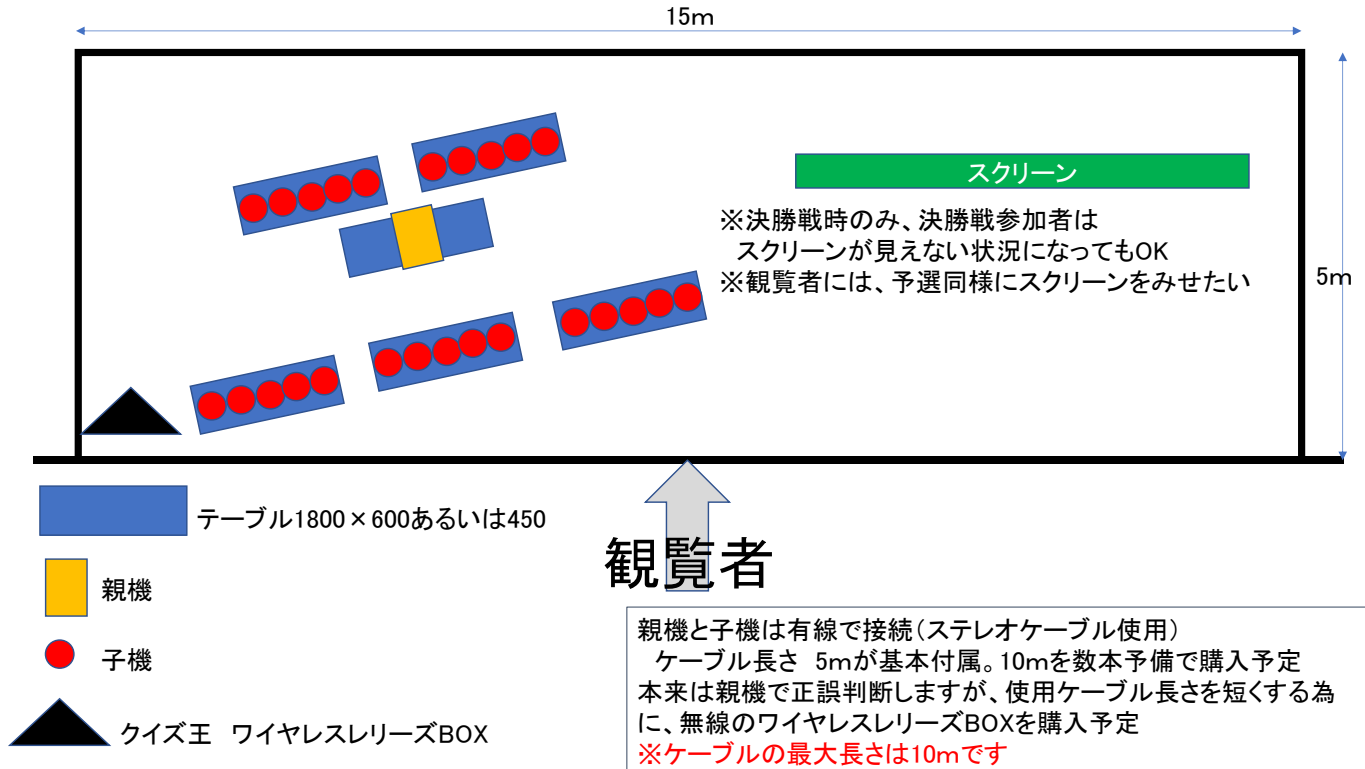 15m
スクリーン
※決勝戦時のみ、決勝戦参加者は
スクリーンが見えない状況になってもOK
※観覧者には、予選同様にスクリーンをみせたい
5m
テーブル1800×600あるいは450
観覧者
親機
子機
クイズ王　ワイヤスレリーズBOX
親機と子機は有線で接続（ステレオケーブル使用）
ケーブル長さ　5mが基本付属。10mを数本予備で購入予定
本来は親機で正誤判断しますが、使用ケーブル長さを短くする為
に、無線のワイヤレスレリーズBOXを購入予定
※ケーブルの最大長さは10mです